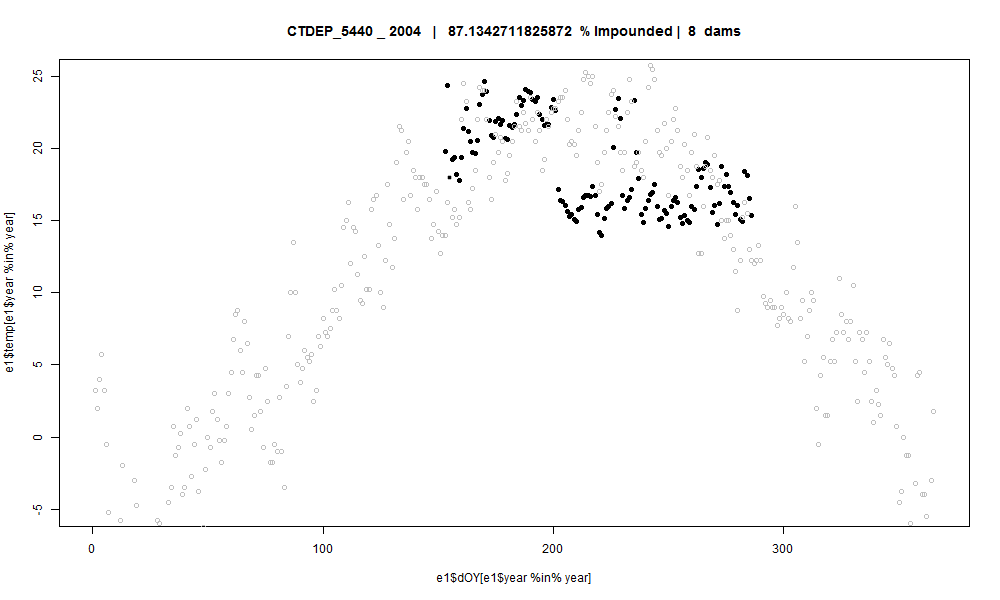 CTDEP_5440 _ 2004 | 87.1342711825872 % Impounded | 8 dams
25
20
15
10
5
0
-5
e1$temp[e1$year %in% year]
0 100 200 300
e1$dOY[e1$year %in% year]